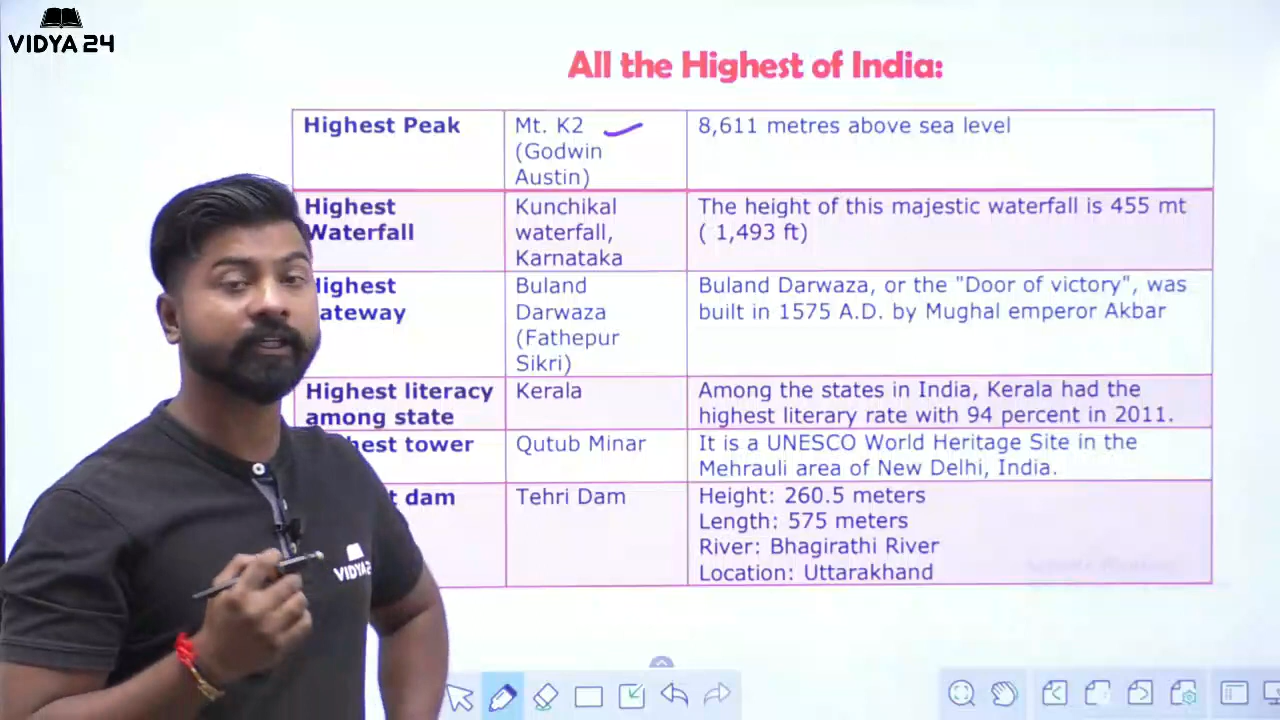 VIDYA 24
All the Highest of India:
Highest Peak
Mt. K2
(Godwin
Austin)
8,611 metres above sea level
Highest
Waterfall
Kunchikal
waterfall,
Karnataka
The height of this majestic waterfall is 455 mt
( 1,493 ft)
Buland
Darwaza
(Fathepur
Sikri)
Buland Darwaza, or the "Door of victory", was
built in 1575 A.D. by Mughal emperor Akbar
Highest literacy
among state
Kerala
Among the states in India, Kerala had the
highest literary rate with 94 percent in 2011.
tower
Qutub Minar
It is a UNESCO World Heritage Site in the
Mehrauli area of New Delhi, India.
dam
Tehri Dam
Height: 260.5 meters
Length: 575 meters
River: Bhagirathi River
Location: Uttarakhand
VIDYA